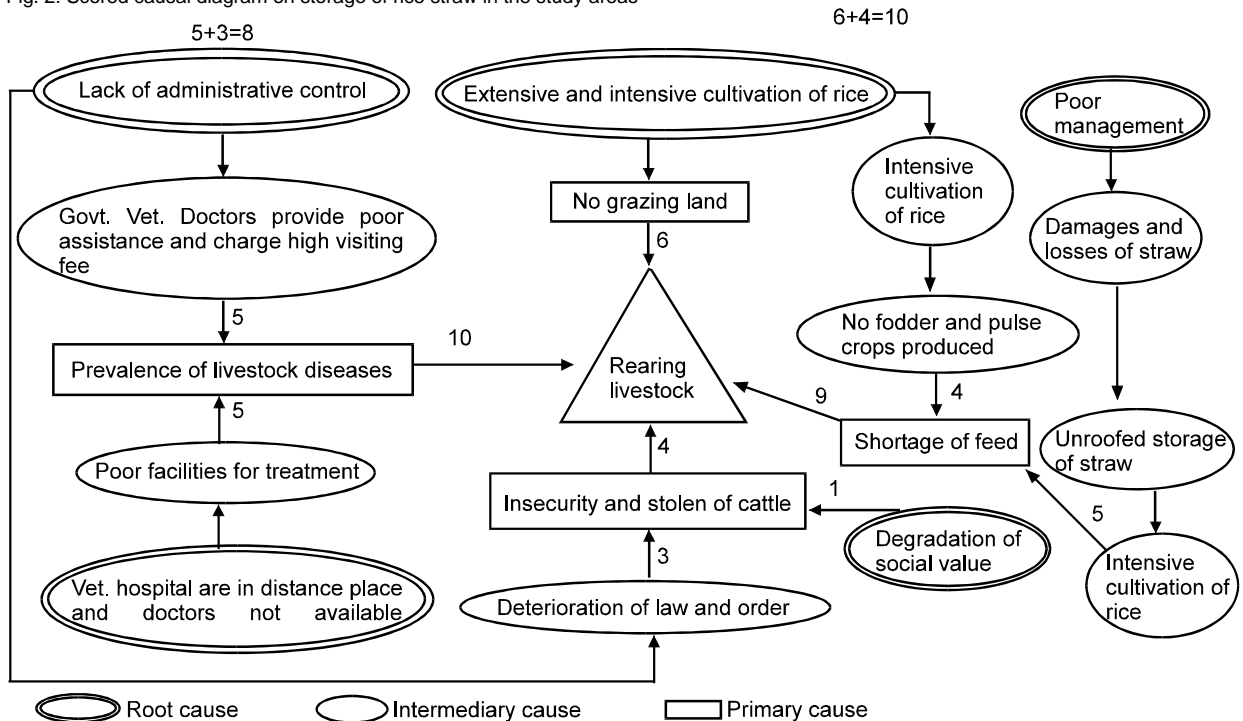 Fig. 2. Scored causal diagram on storage of rice straw in the study areas
5+3=8
6+4=10
Lack of administrative control
Extensive and intensive cultivation of rice
Poor
management
Intensive
cultivation
of rice
No grazing land
Govt. Vet. Doctors provide poor
assistance and charge high visiting
fee
Damages and
losses of straw
6
5
No fodder and pulse
crops produced
10
Prevalence of livestock diseases
Rearing
livestock
9
4
5
Shortage of feed
Unroofed storage
of straw
4
Poor facilities for treatment
Insecurity and stolen of cattle
1
5
Degradation of
social value
3
Intensive
cultivation of
rice
Vet. hospital are in distance place
and doctors not available
Deterioration of law and order
Root cause
Intermediary cause
Primary cause